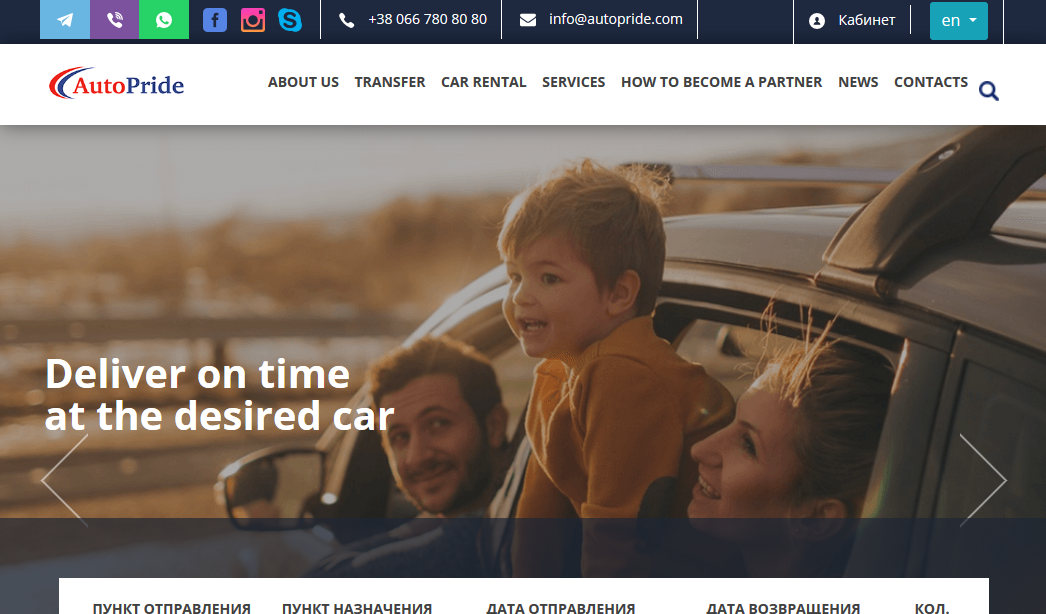 +38 066 780 80 80 info@autopride.com Кабинет en
AutoPride ABOUT US TRANSFER CAR RENTAL SERVICES HOW TO BECOME A PARTNER NEWS CONTACTS
Deliver on time
at the desired car
ПУНКТ ОТПРАВЛЕНИЯ ПУНКТ НАЗНАЧЕНИЯ ДАТА ОТПРАВЛЕНИЯ ДАТА ВОЗВРАЩЕНИЯ КОЛ.